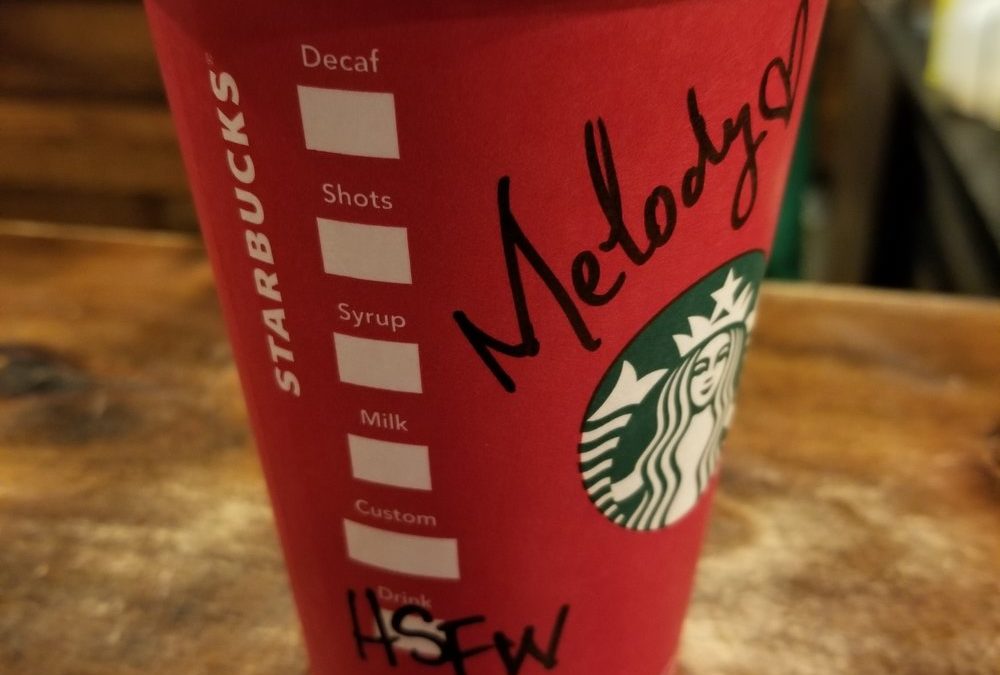 STARBUCKS
Decaf
Shots
Syrup
Milk
Custom
Drink
HSFW
Melody